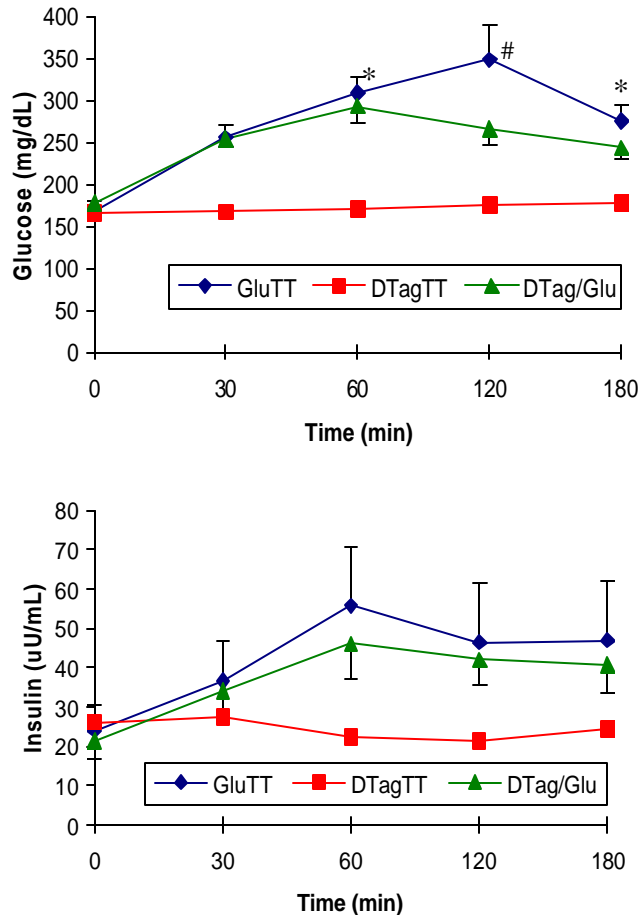 Glucose (mg/dL)
400
350
300
250
200
150
100
50
0
*
#
*
GluTT DTagTT DTag/Glu
0 30 60 120 180
Time (min)
Insulin (uU/mL)
80
70
60
50
40
30
20
10
0
GluTT DTagTT DTag/Glu
0 30 60 120 180
Time (min)